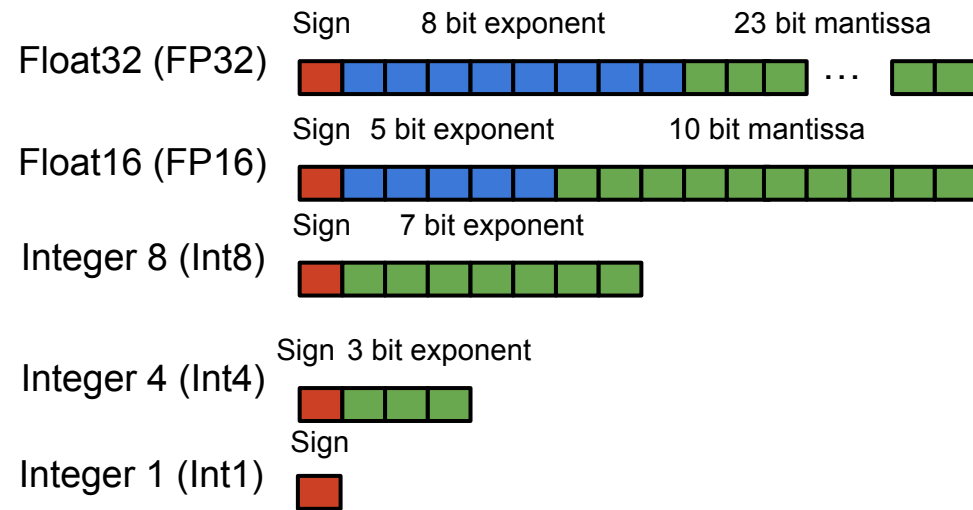 Sign 8 bit exponent 23 bit mantissa
Float32 (FP32)
...
Sign 5 bit exponent 10 bit mantissa
Float16 (FP16)
Sign 7 bit exponent
Integer 8 (Int8)
Sign 3 bit exponent
Integer 4 (Int4)
Sign
Integer 1 (Int1)